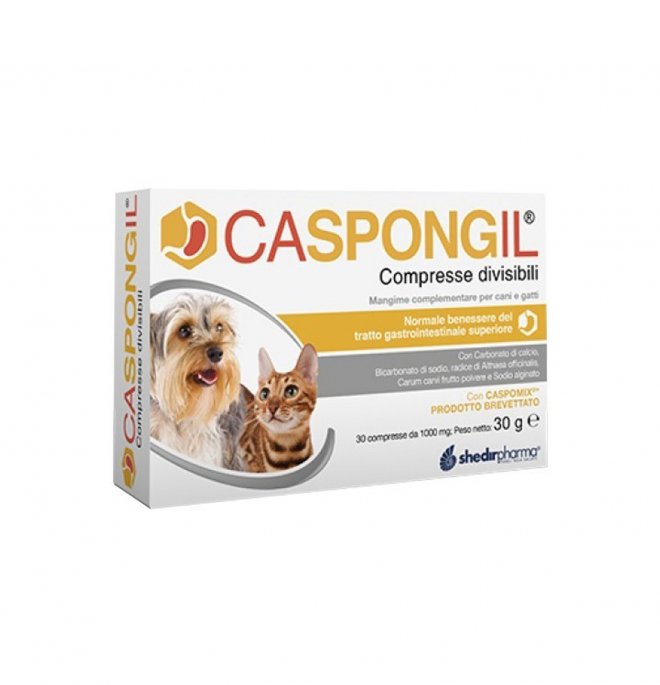 CASPONGIL®
Compresse divisibili
Mangime complementare per cani e gatti
Normale benessere del
tratto gastrointestinale superiore
Con Carbonato di calcio,
Bicarbonato di sodio, radice di Althaea officinalis,
Carum carvi frutto polvere e Sodio alginato
Con CASPOMIX
PRODOTTO BREVETTATO
30 compresse da 1000 mg; Peso netto: 30 g ℮
shedirpharma®
CASPONGIL®
Compresse divisibili